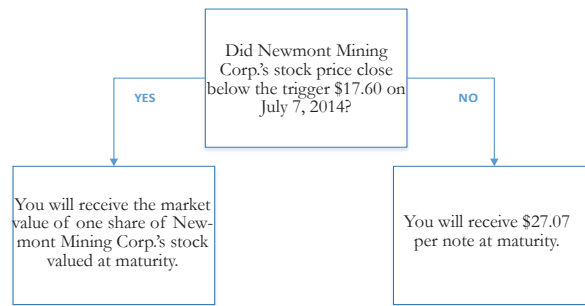 Did Newmont Mining
Corp.'s stock price close
below the trigger $17.60 on
July 7, 2014?
YES
NO
You will receive the market
value of one share of New-
mont Mining Corp.'s stock
valued at maturity.
You will receive $27.07
per note at maturity.